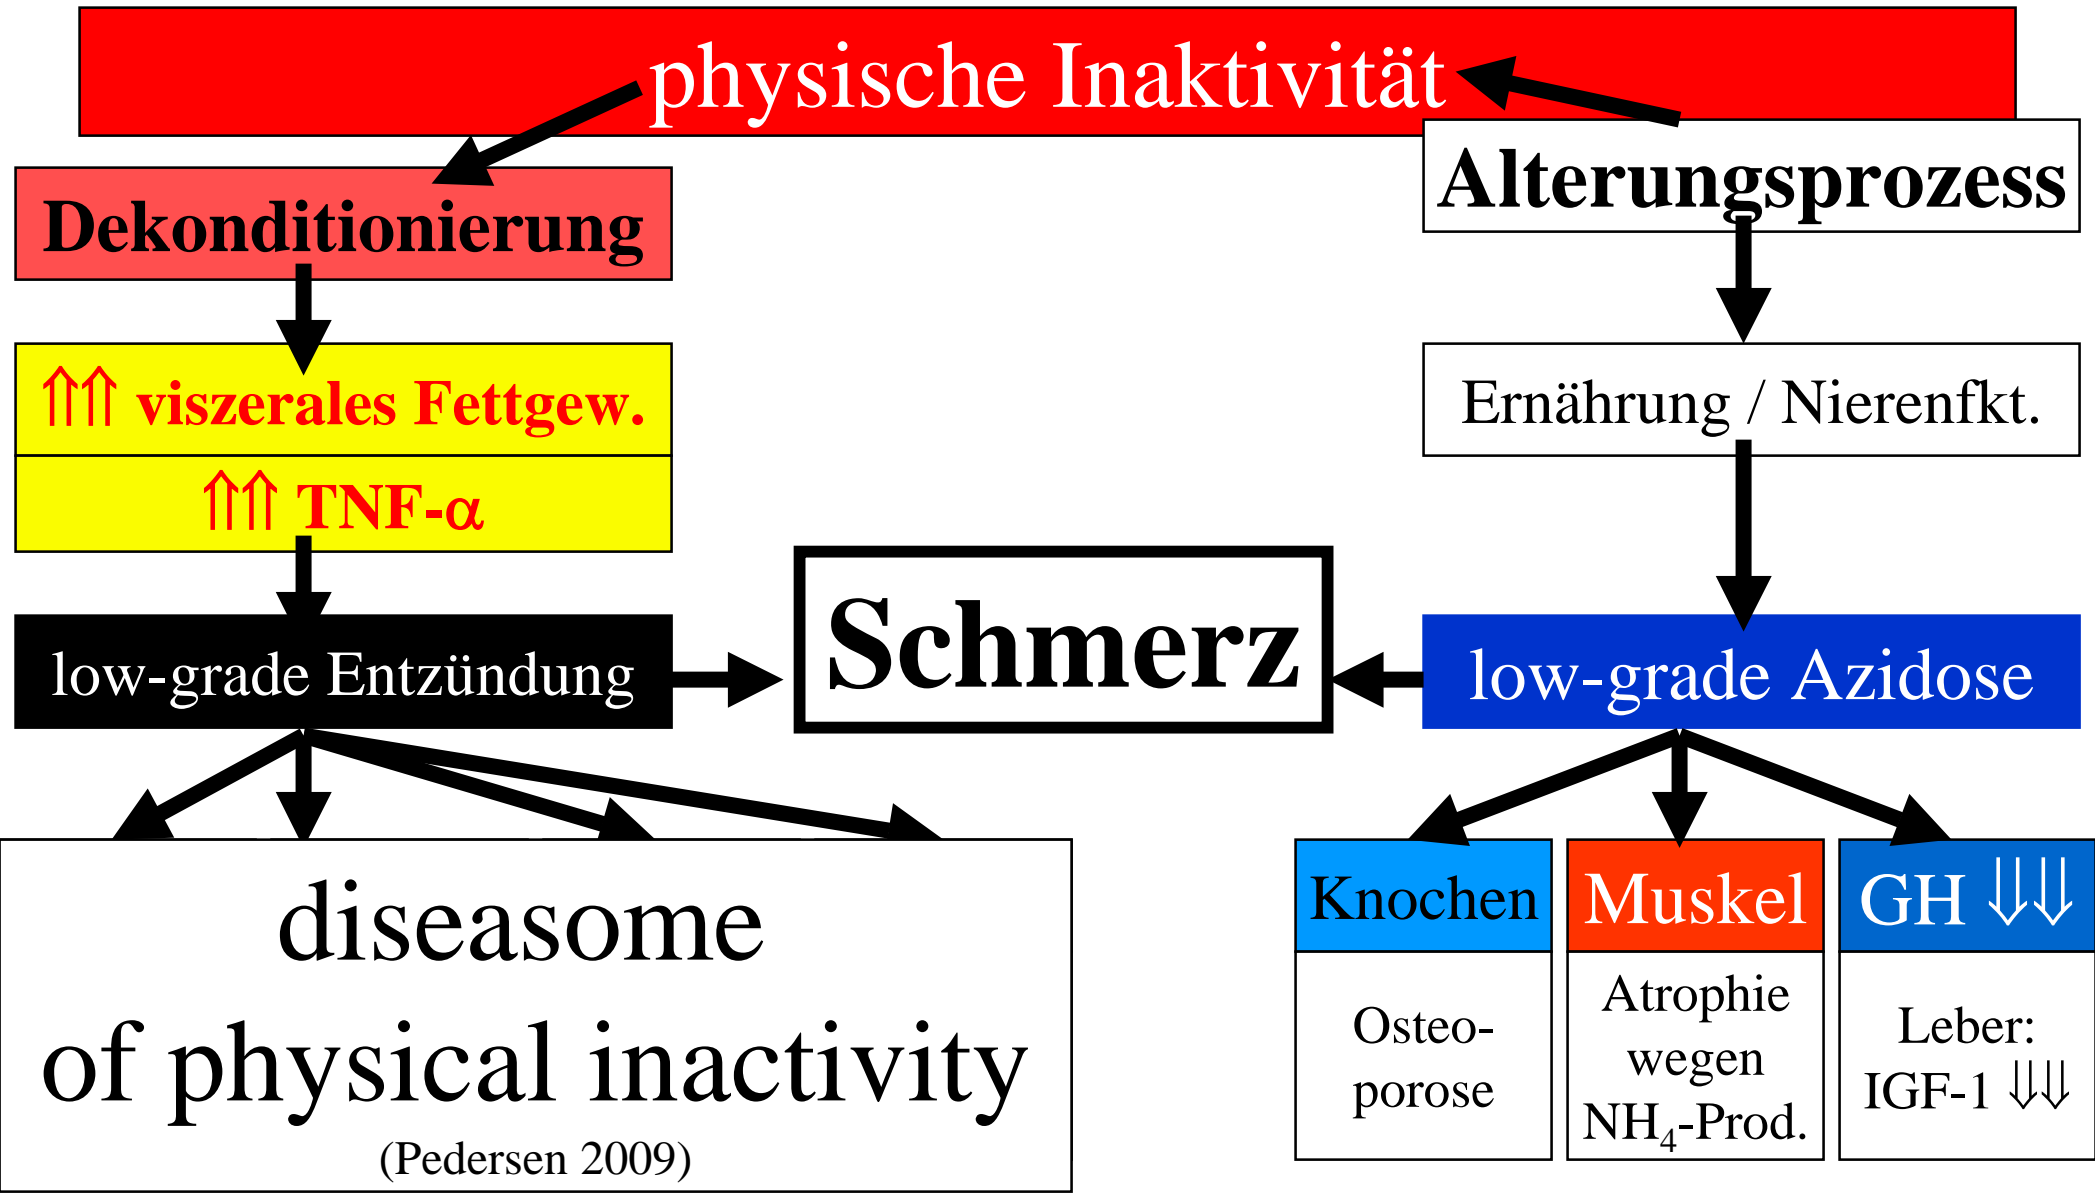 physische Inaktivität
Alterungsprozess
Dekonditionierung
⇑⇑ viszerales Fettgew.
Ernährung / Nierenfkt.
⇑⇑ TNF-α
Schmerz
low-grade Entzündung
low-grade Azidose
diseasome
of physical inactivity
(Pedersen 2009)
Knochen
Osteo-
porose
Muskel
Atrophie
wegen
NH₄-Prod.
GH ⇓⇓
Leber:
IGF-1 ⇓⇓